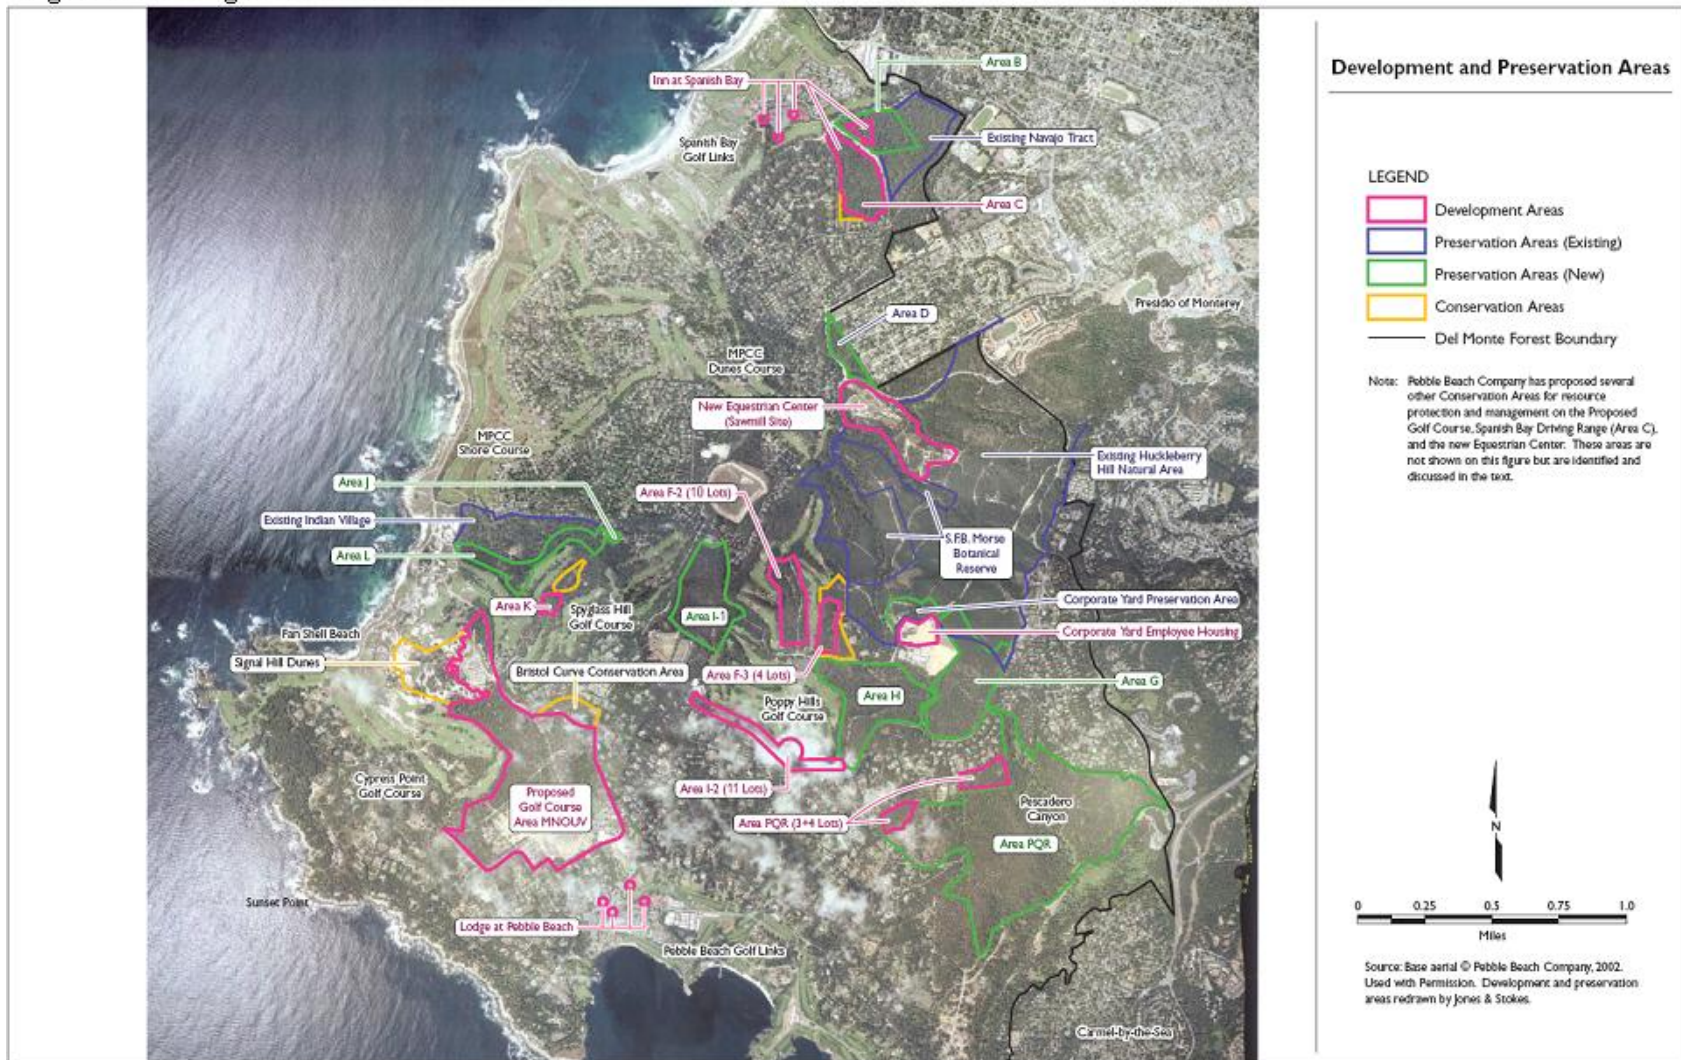 Development and Preservation Areas
Inn at Spanish Bay
Area B
Spanish Bay
Golf Links
Existing Navajo Tract
Area C
Presidio of Monterey
Area D
MPCC
Dunes Course
New Equestrian Center
(Sawmill Site)
MPCC
Shore Course
Existing Huckleberry
Hill Natural Area
Area J
Area F-2 (10 Lots)
Existing Indian Village
S.F.B. Morse
Botanical
Reserve
Area L
Corporate Yard Preservation Area
Area K
Spyglass Hill
Golf Course
Area I-1
Corporate Yard Employee Housing
Fan Shell Beach
Signal Hill Dunes
Bristol Curve Conservation Area
Area F-3 (4 Lots)
Area H
Area G
Poppy Hills
Golf Course
Cypress Point
Golf Course
Area I-2 (11 Lots)
Proposed
Golf Course
Area MNOUV
Pescadero
Canyon
Area PQR (3+4 Lots)
Area PQR
Sunset Point
Lodge at Pebble Beach
Pebble Beach Golf Links
Carmel-by-the-Sea
LEGEND
Development Areas
Preservation Areas (Existing)
Preservation Areas (New)
Conservation Areas
Del Monte Forest Boundary
Note: Pebble Beach Company has proposed several
other Conservation Areas for resource
protection and management on the Proposed
Golf Course, Spanish Bay Driving Range (Area C),
and the new Equestrian Center. These areas are
not shown on this figure but are identified and
discussed in the text.
N
0 0.25 0.5 0.75 1.0
Miles
Source: Base aerial © Pebble Beach Company, 2002.
Used with Permission. Development and preservation
areas redrawn by Jones & Stokes.